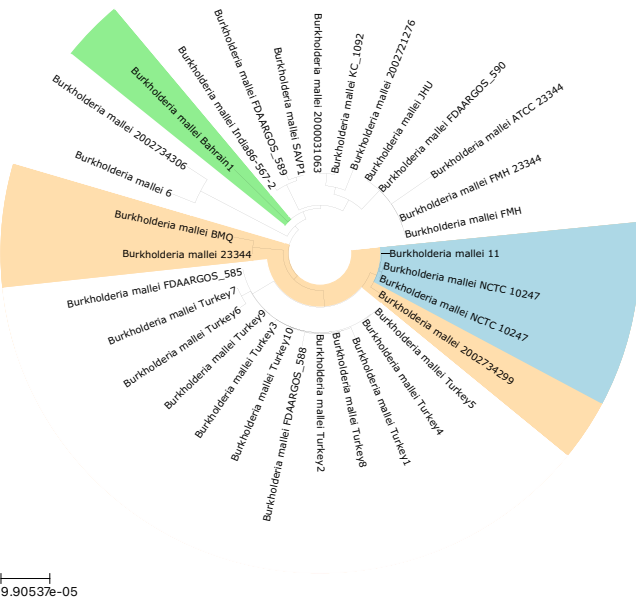 Burkholderia mallei 2000031063
Burkholderia mallei KC_1092
Burkholderia mallei 2002721276
Burkholderia mallei JHU
Burkholderia mallei FDAARGOS_590
Burkholderia mallei ATCC 23344
Burkholderia mallei FMH 23344
Burkholderia mallei FMH
Burkholderia mallei 11
Burkholderia mallei NCTC 10247
Burkholderia mallei NCTC 10247
Burkholderia mallei 2002734299
Burkholderia mallei Turkey5
Burkholderia mallei Turkey4
Burkholderia mallei Turkey1
Burkholderia mallei Turkey8
Burkholderia mallei Turkey2
Burkholderia mallei FDAARGOS_588
Burkholderia mallei Turkey10
Burkholderia mallei Turkey3
Burkholderia mallei Turkey9
Burkholderia mallei Turkey6
Burkholderia mallei Turkey7
Burkholderia mallei FDAARGOS_585
Burkholderia mallei 23344
Burkholderia mallei BMQ
Burkholderia mallei 6
Burkholderia mallei 2002734306
Burkholderia mallei Bahrain1
Burkholderia mallei India86-567-2
Burkholderia mallei FDAARGOS_589
Burkholderia mallei SAVP1
9.90537e-05